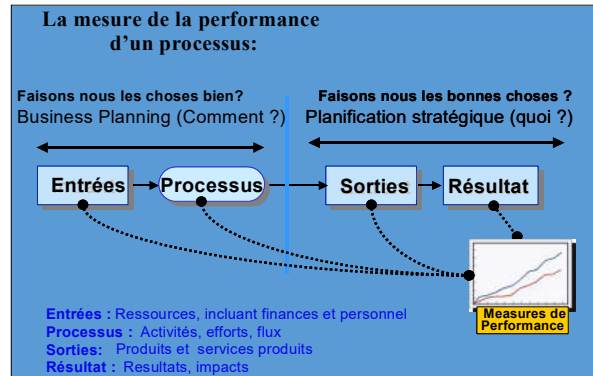 La mesure de la performance
d'un processus:
Faisons nous les choses bien?
Business Planning (Comment ?)
Faisons nous les bonnes choses ?
Planification stratégique (quoi ?)
Entrées
Processus
Sorties
Résultat
Measures de
Performance
Entrées : Ressources, incluant finances et personnel
Processus : Activités, efforts, flux
Sorties: Produits et services produits
Résultat : Resultats, impacts